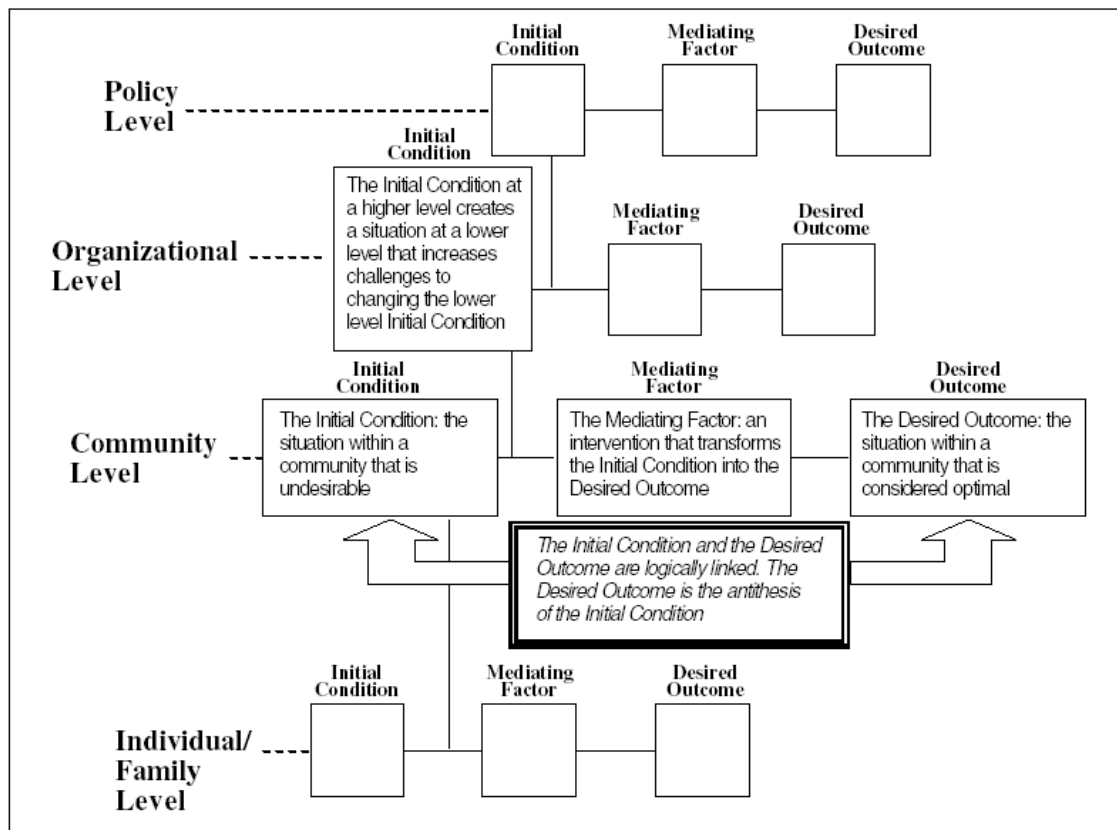 Initial
Condition
Mediating
Factor
Desired
Outcome
Policy
Level
Initial
Condition
The Initial Condition at
a higher level creates
a situation at a lower
level that increases
challenges to
changing the lower
level Initial Condition
Mediating
Factor
Desired
Outcome
Organizational
Level
Initial
Condition
Mediating
Factor
Desired
Outcome
Community
Level
The Initial Condition: the
situation within a
community that is
undesirable
The Mediating Factor: an
intervention that transforms
the Initial Condition into the
Desired Outcome
The Desired Outcome: the
situation within a
community that is
considered optimal
The Initial Condition and the Desired
Outcome are logically linked. The
Desired Outcome is the antithesis
of the Initial Condition
Initial
Condition
Mediating
Factor
Desired
Outcome
Individual/
Family
Level